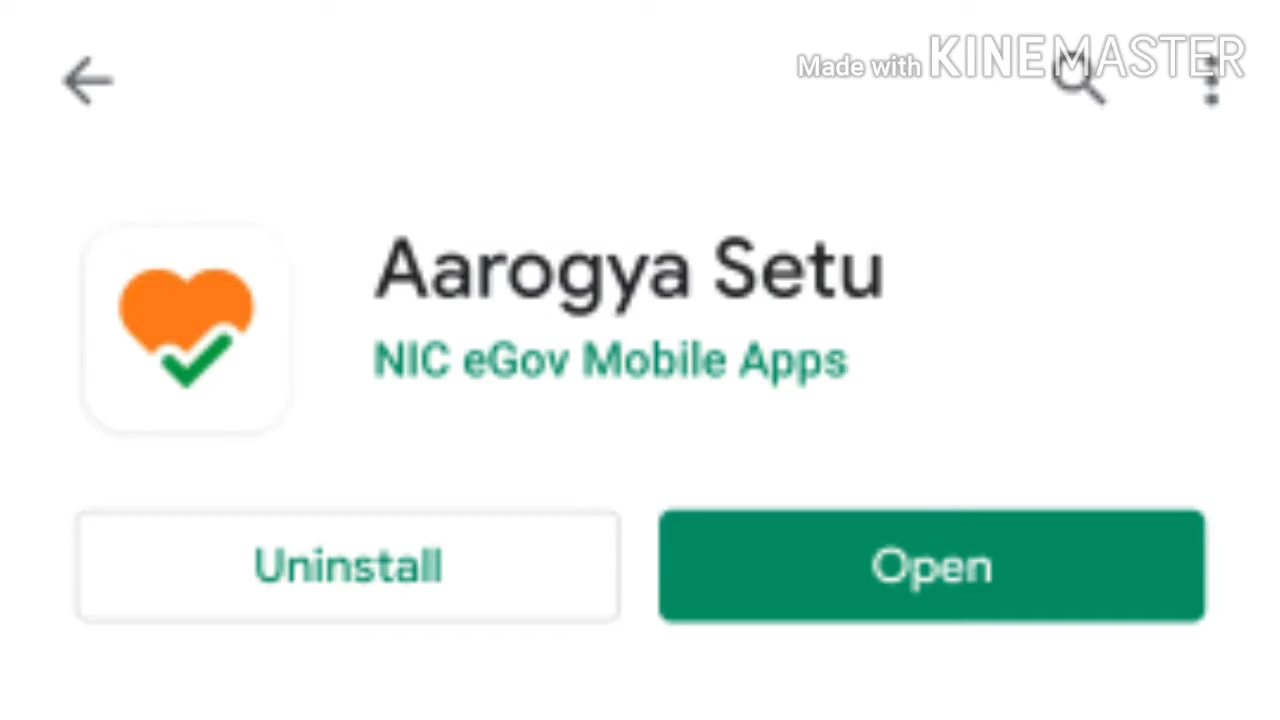 Made with KINEMASTER
Aarogya Setu
NIC eGov Mobile Apps
Uninstall
Open